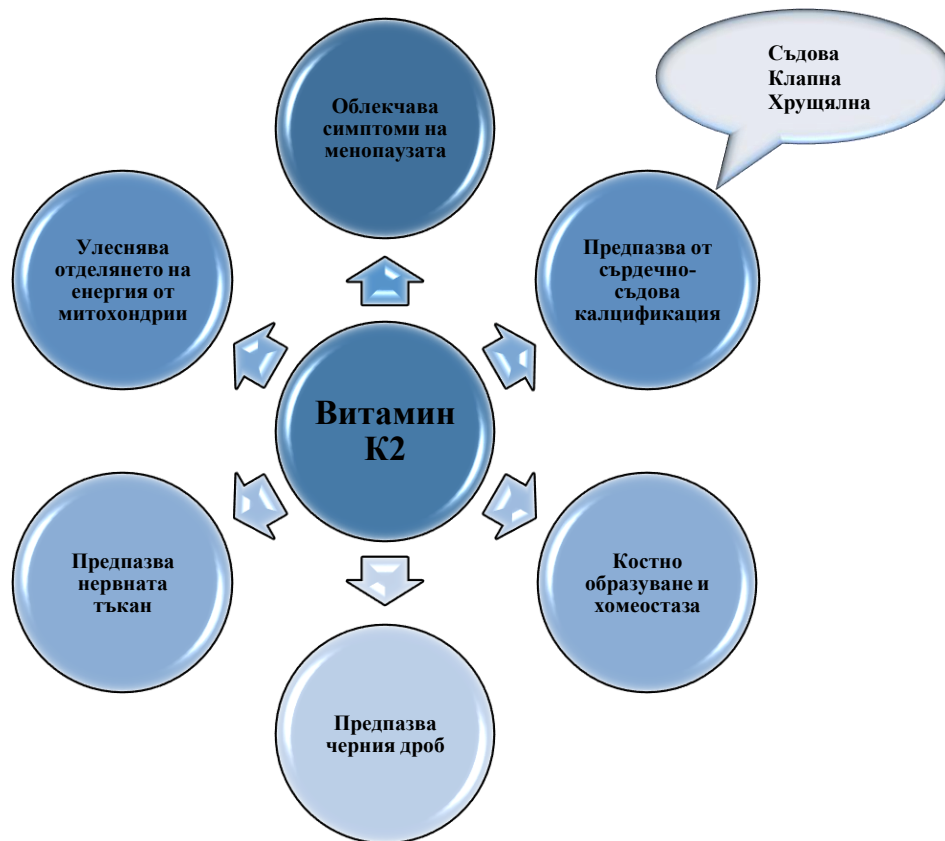 Облекчава
симптоми на
менопаузата
Съдова
Клапна
Хрущялна
Улеснява
отделянето на
енергия от
митохондрии
Предпазва от
сърдечно-
съдова
калцификация
Витамин
К2
Предпазва
нервната
тъкан
Костно
образуване и
хомеостаза
Предпазва
черния дроб